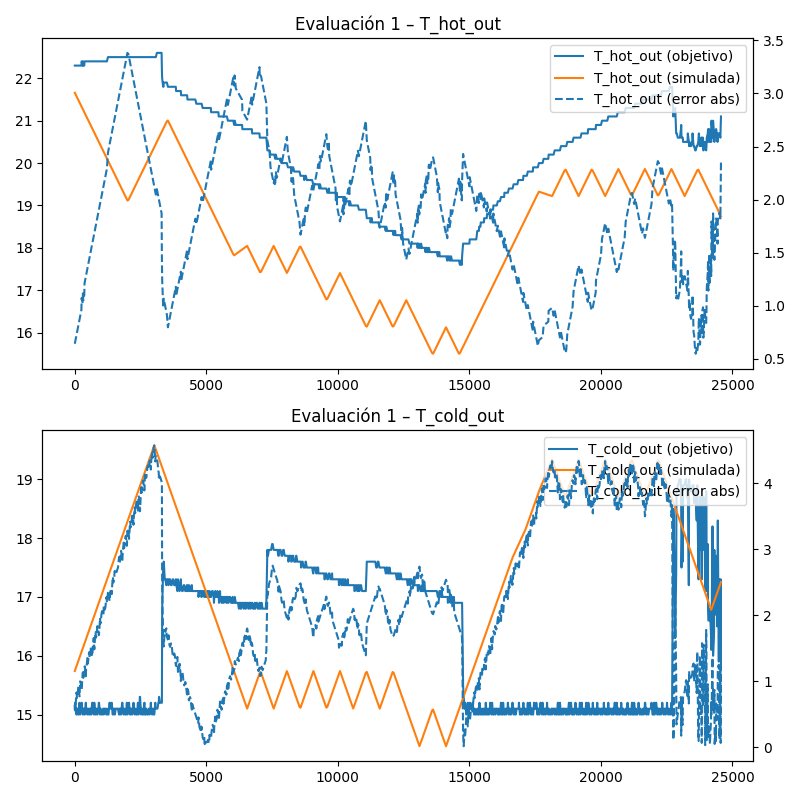 Evaluación 1 – T_hot_out
T_hot_out (objetivo)
T_hot_out (simulada)
T_hot_out (error abs)
22
21
20
19
18
17
16
3.5
3.0
2.5
2.0
1.5
1.0
0.5
0 5000 10000 15000 20000 25000
Evaluación 1 – T_cold_out
T_cold_out (objetivo)
T_cold_out (simulada)
T_cold_out (error abs)
19
18
17
16
15
4
3
2
1
0
0 5000 10000 15000 20000 25000